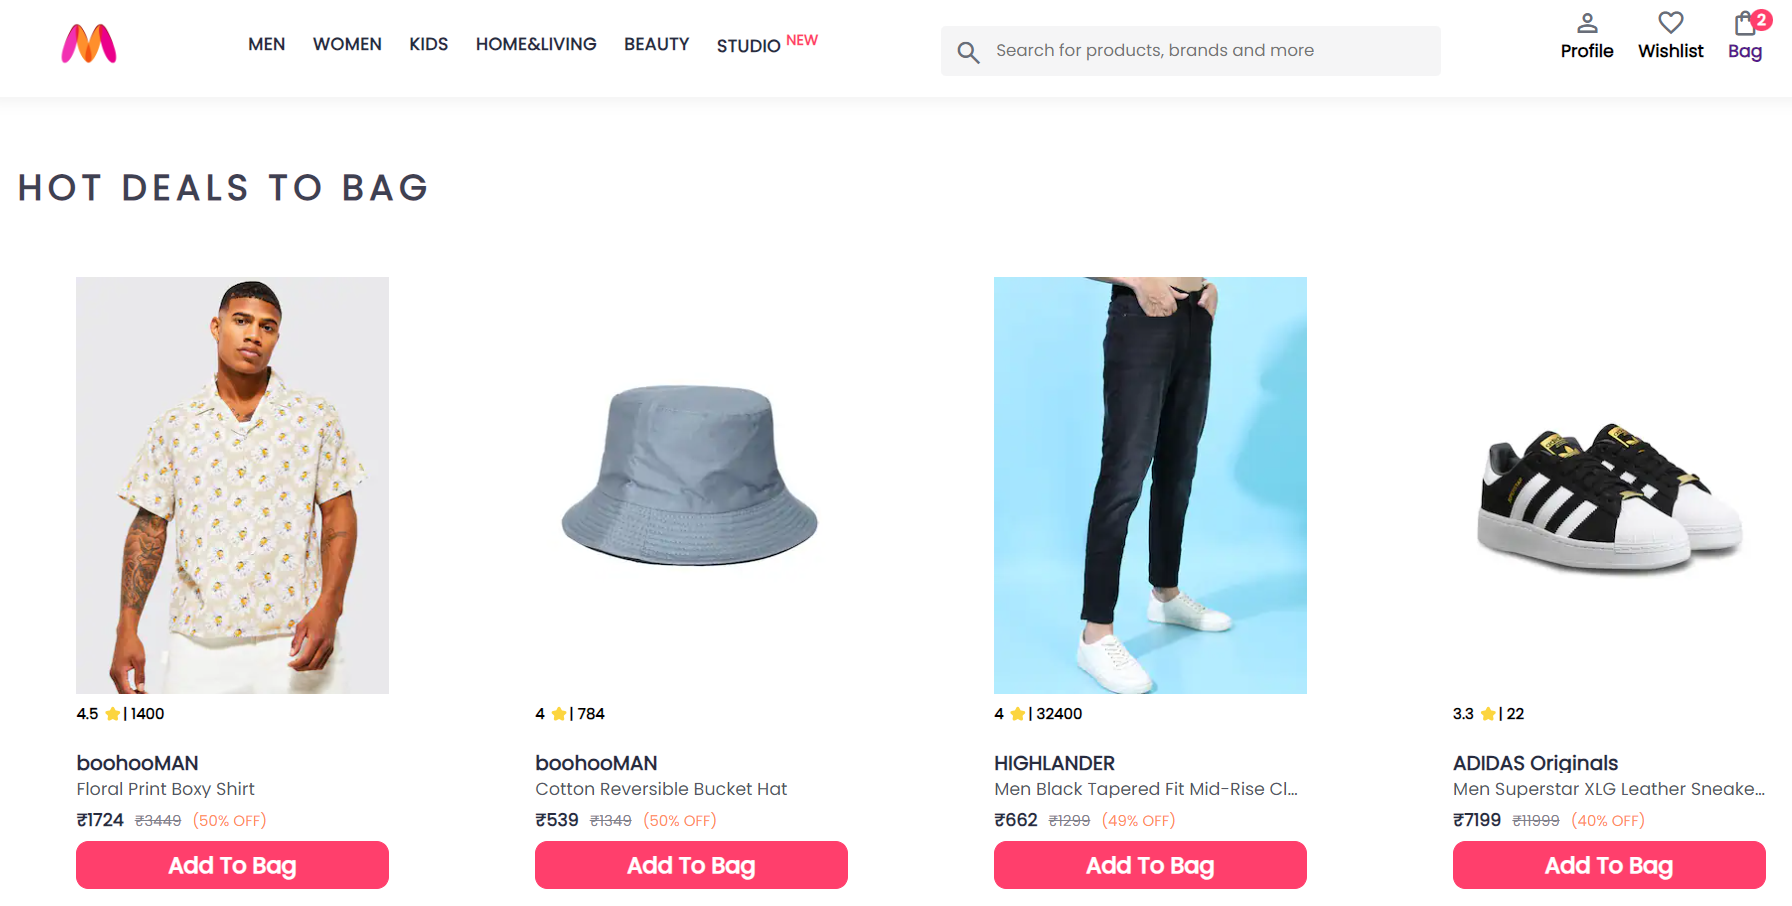 MEN WOMEN KIDS HOME&LIVING BEAUTY STUDIO NEW
Search for products, brands and more
2
Profile Wishlist Bag
HOT DEALS TO BAG
4.5 ⭐ | 1400
boohooMAN
Floral Print Boxy Shirt
₹1724 ₹3449 (50% OFF)
Add To Bag
4 ⭐ | 784
boohooMAN
Cotton Reversible Bucket Hat
₹539 ₹1349 (50% OFF)
Add To Bag
4 ⭐ | 32400
HIGHLANDER
Men Black Tapered Fit Mid-Rise Cl...
₹662 ₹1299 (49% OFF)
Add To Bag
3.3 ⭐ | 22
ADIDAS Originals
Men Superstar XLG Leather Sneake...
₹7199 ₹11999 (40% OFF)
Add To Bag